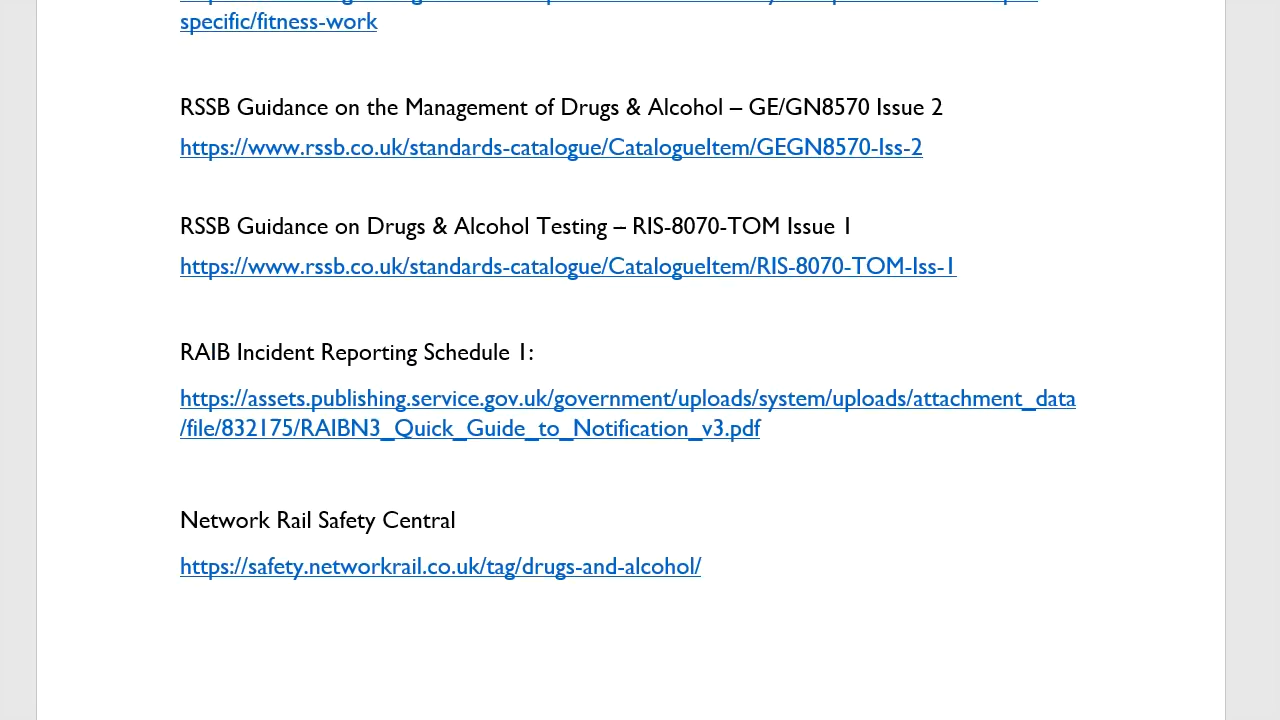 specific/fitness-work
RSSB Guidance on the Management of Drugs & Alcohol – GE/GN8570 Issue 2
https://www.rssb.co.uk/standards-catalogue/CatalogueItem/GEGN8570-Iss-2
RSSB Guidance on Drugs & Alcohol Testing – RIS-8070-TOM Issue 1
https://www.rssb.co.uk/standards-catalogue/CatalogueItem/RIS-8070-TOM-Iss-1
RAIB Incident Reporting Schedule 1:
https://assets.publishing.service.gov.uk/government/uploads/system/uploads/attachment_data
/file/832175/RAIBN3_Quick_Guide_to_Notification_v3.pdf
Network Rail Safety Central
https://safety.networkrail.co.uk/tag/drugs-and-alcohol/